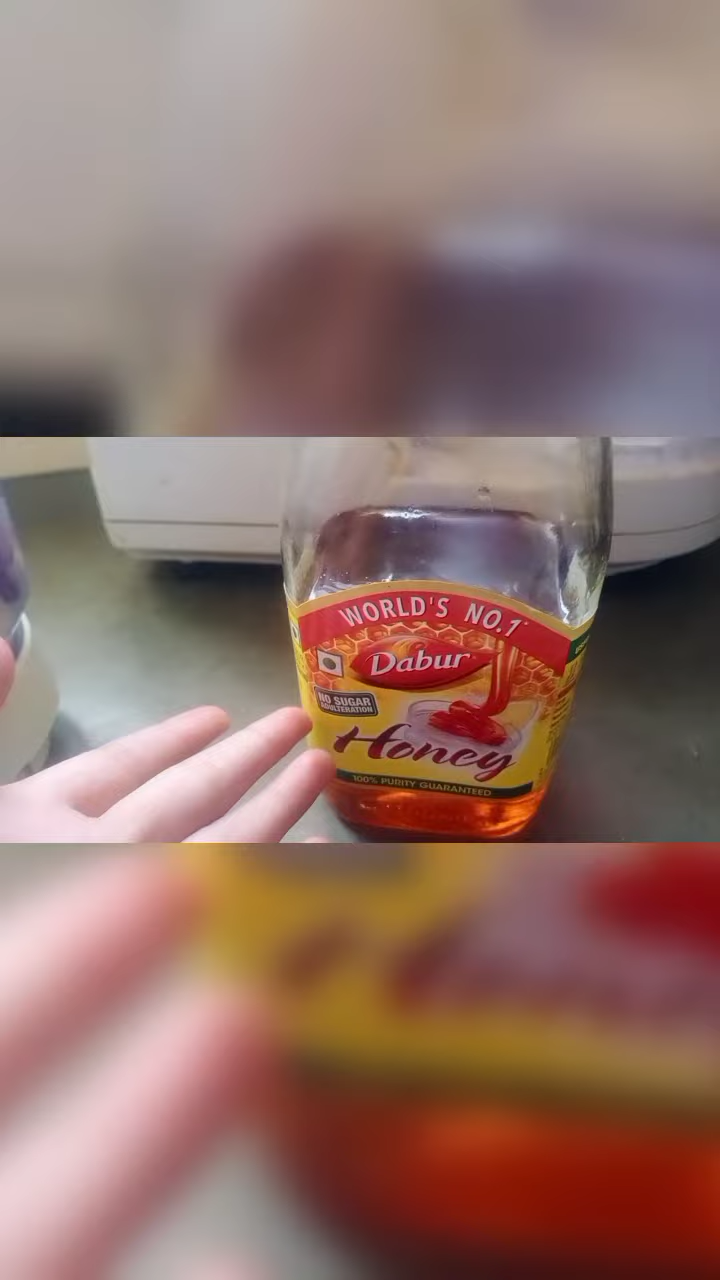 WORLD'S NO.1*
Dabur
NO SUGAR
ADULTERATION
Honey
100% PURITY GUARANTEED